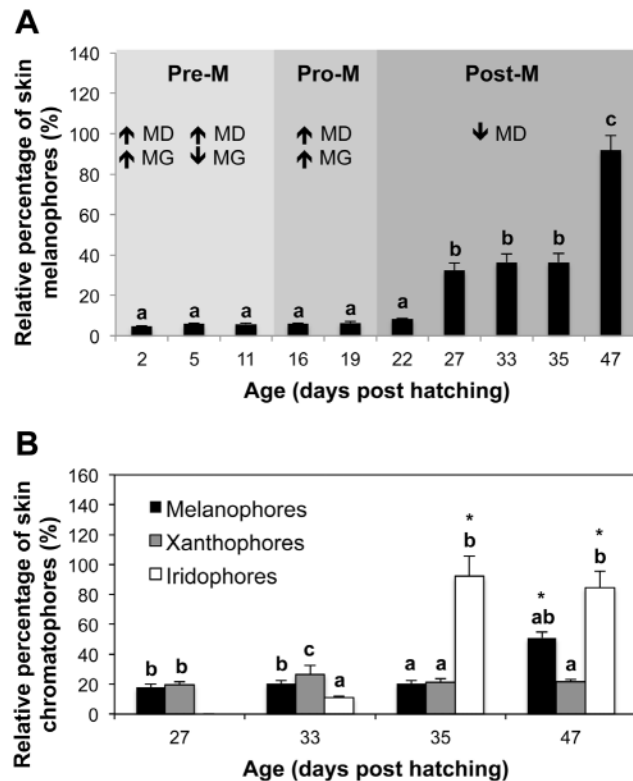 A
Relative percentage of skin
melanophores (%)
140
120
100
80
60
40
20
0
Pre-M Pro-M Post-M
↑ MD ↑ MD ↑ MD ↓ MD
↑ MG ↓ MG ↑ MG
a a a a a a b b b c
2 5 11 16 19 22 27 33 35 47
Age (days post hatching)
B
Relative percentage of skin
chromatophores (%)
160
140
120
100
80
60
40
20
0
Melanophores
Xanthophores
Iridophores
* *
b * b
b b b c a a a ab a
27 33 35 47
Age (days post hatching)